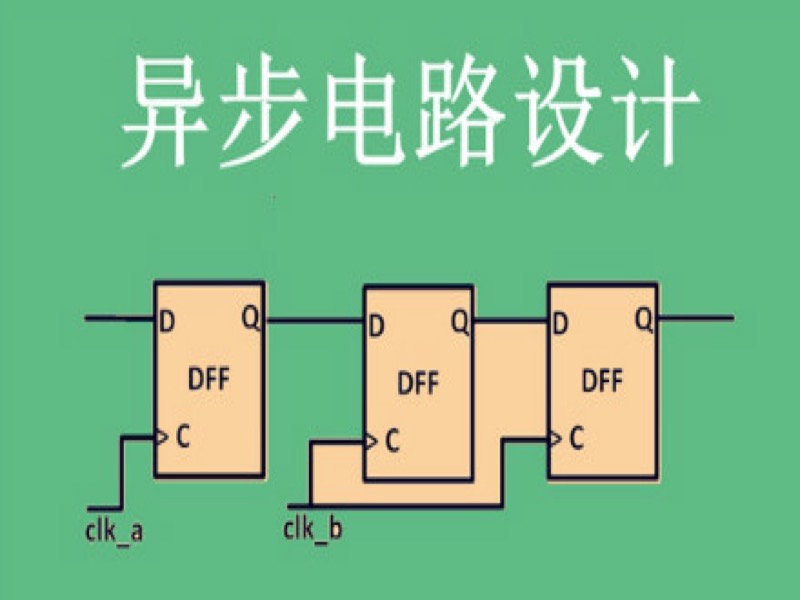 异步电路设计
D Q D Q D Q
DFF DFF DFF
C C C
clk_a clk_b